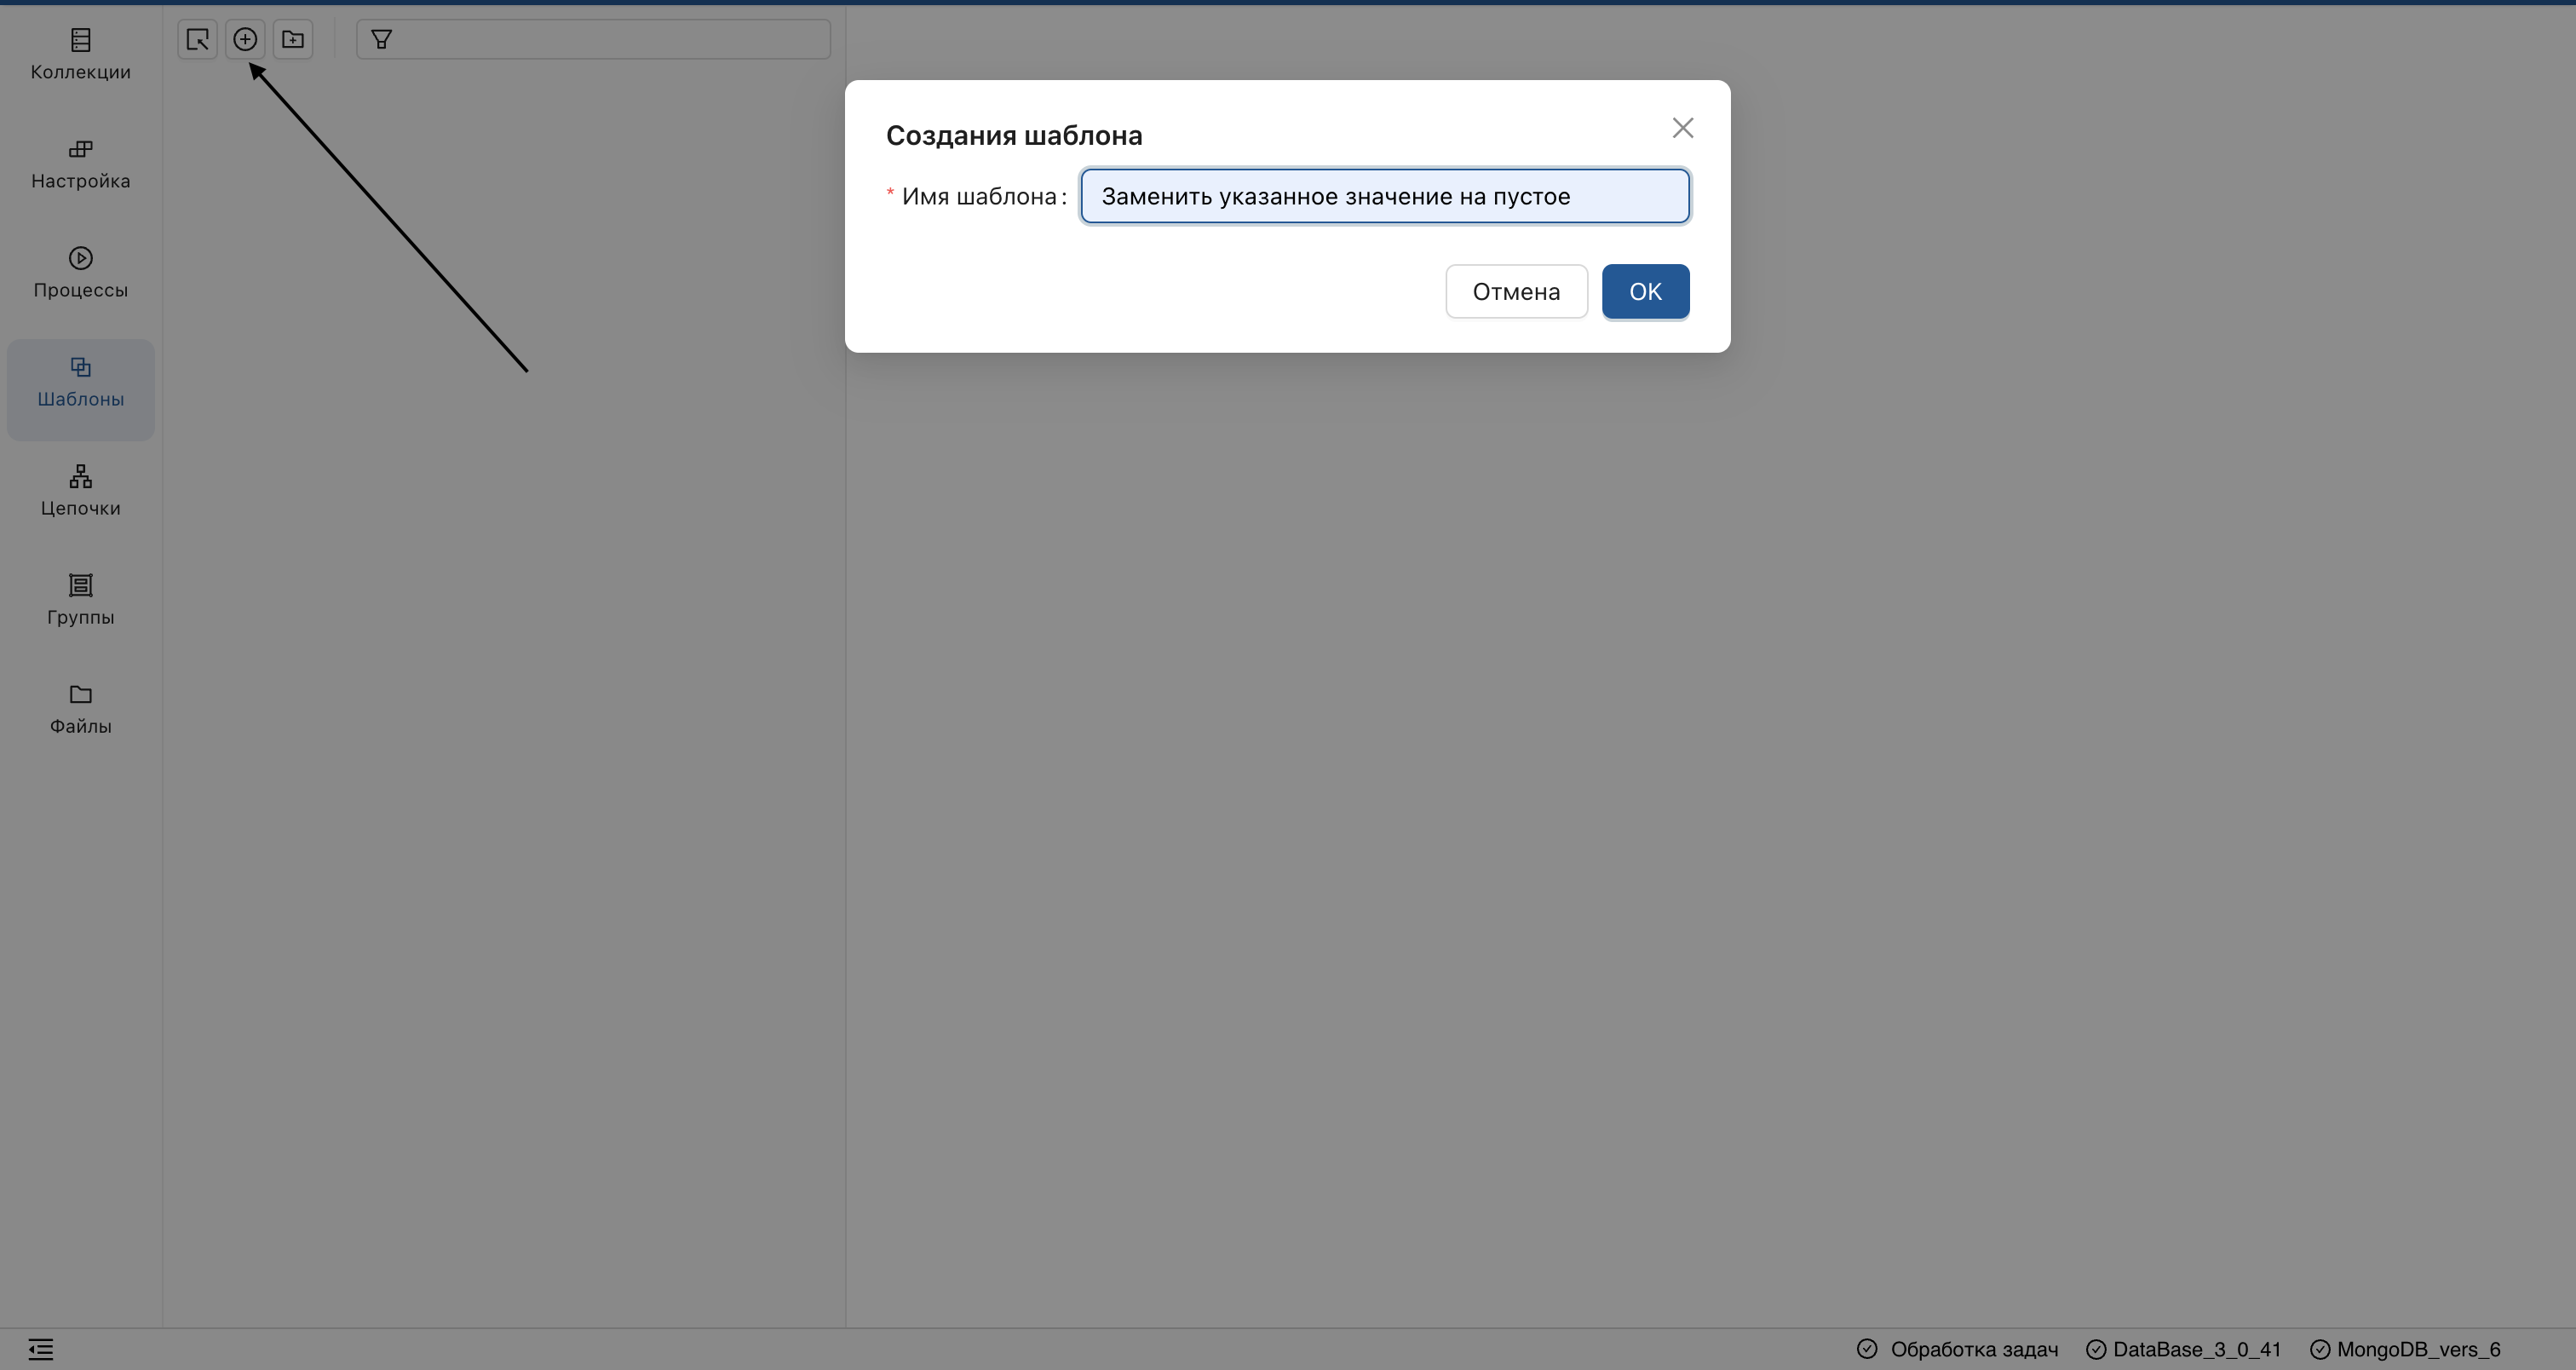 Коллекции
Настройка
Процессы
Шаблоны
Цепочки
Группы
Файлы
Создания шаблона
* Имя шаблона: Заменить указанное значение на пустое
Отмена OK
Обработка задач DataBase_3_0_41 MongoDB_vers_6